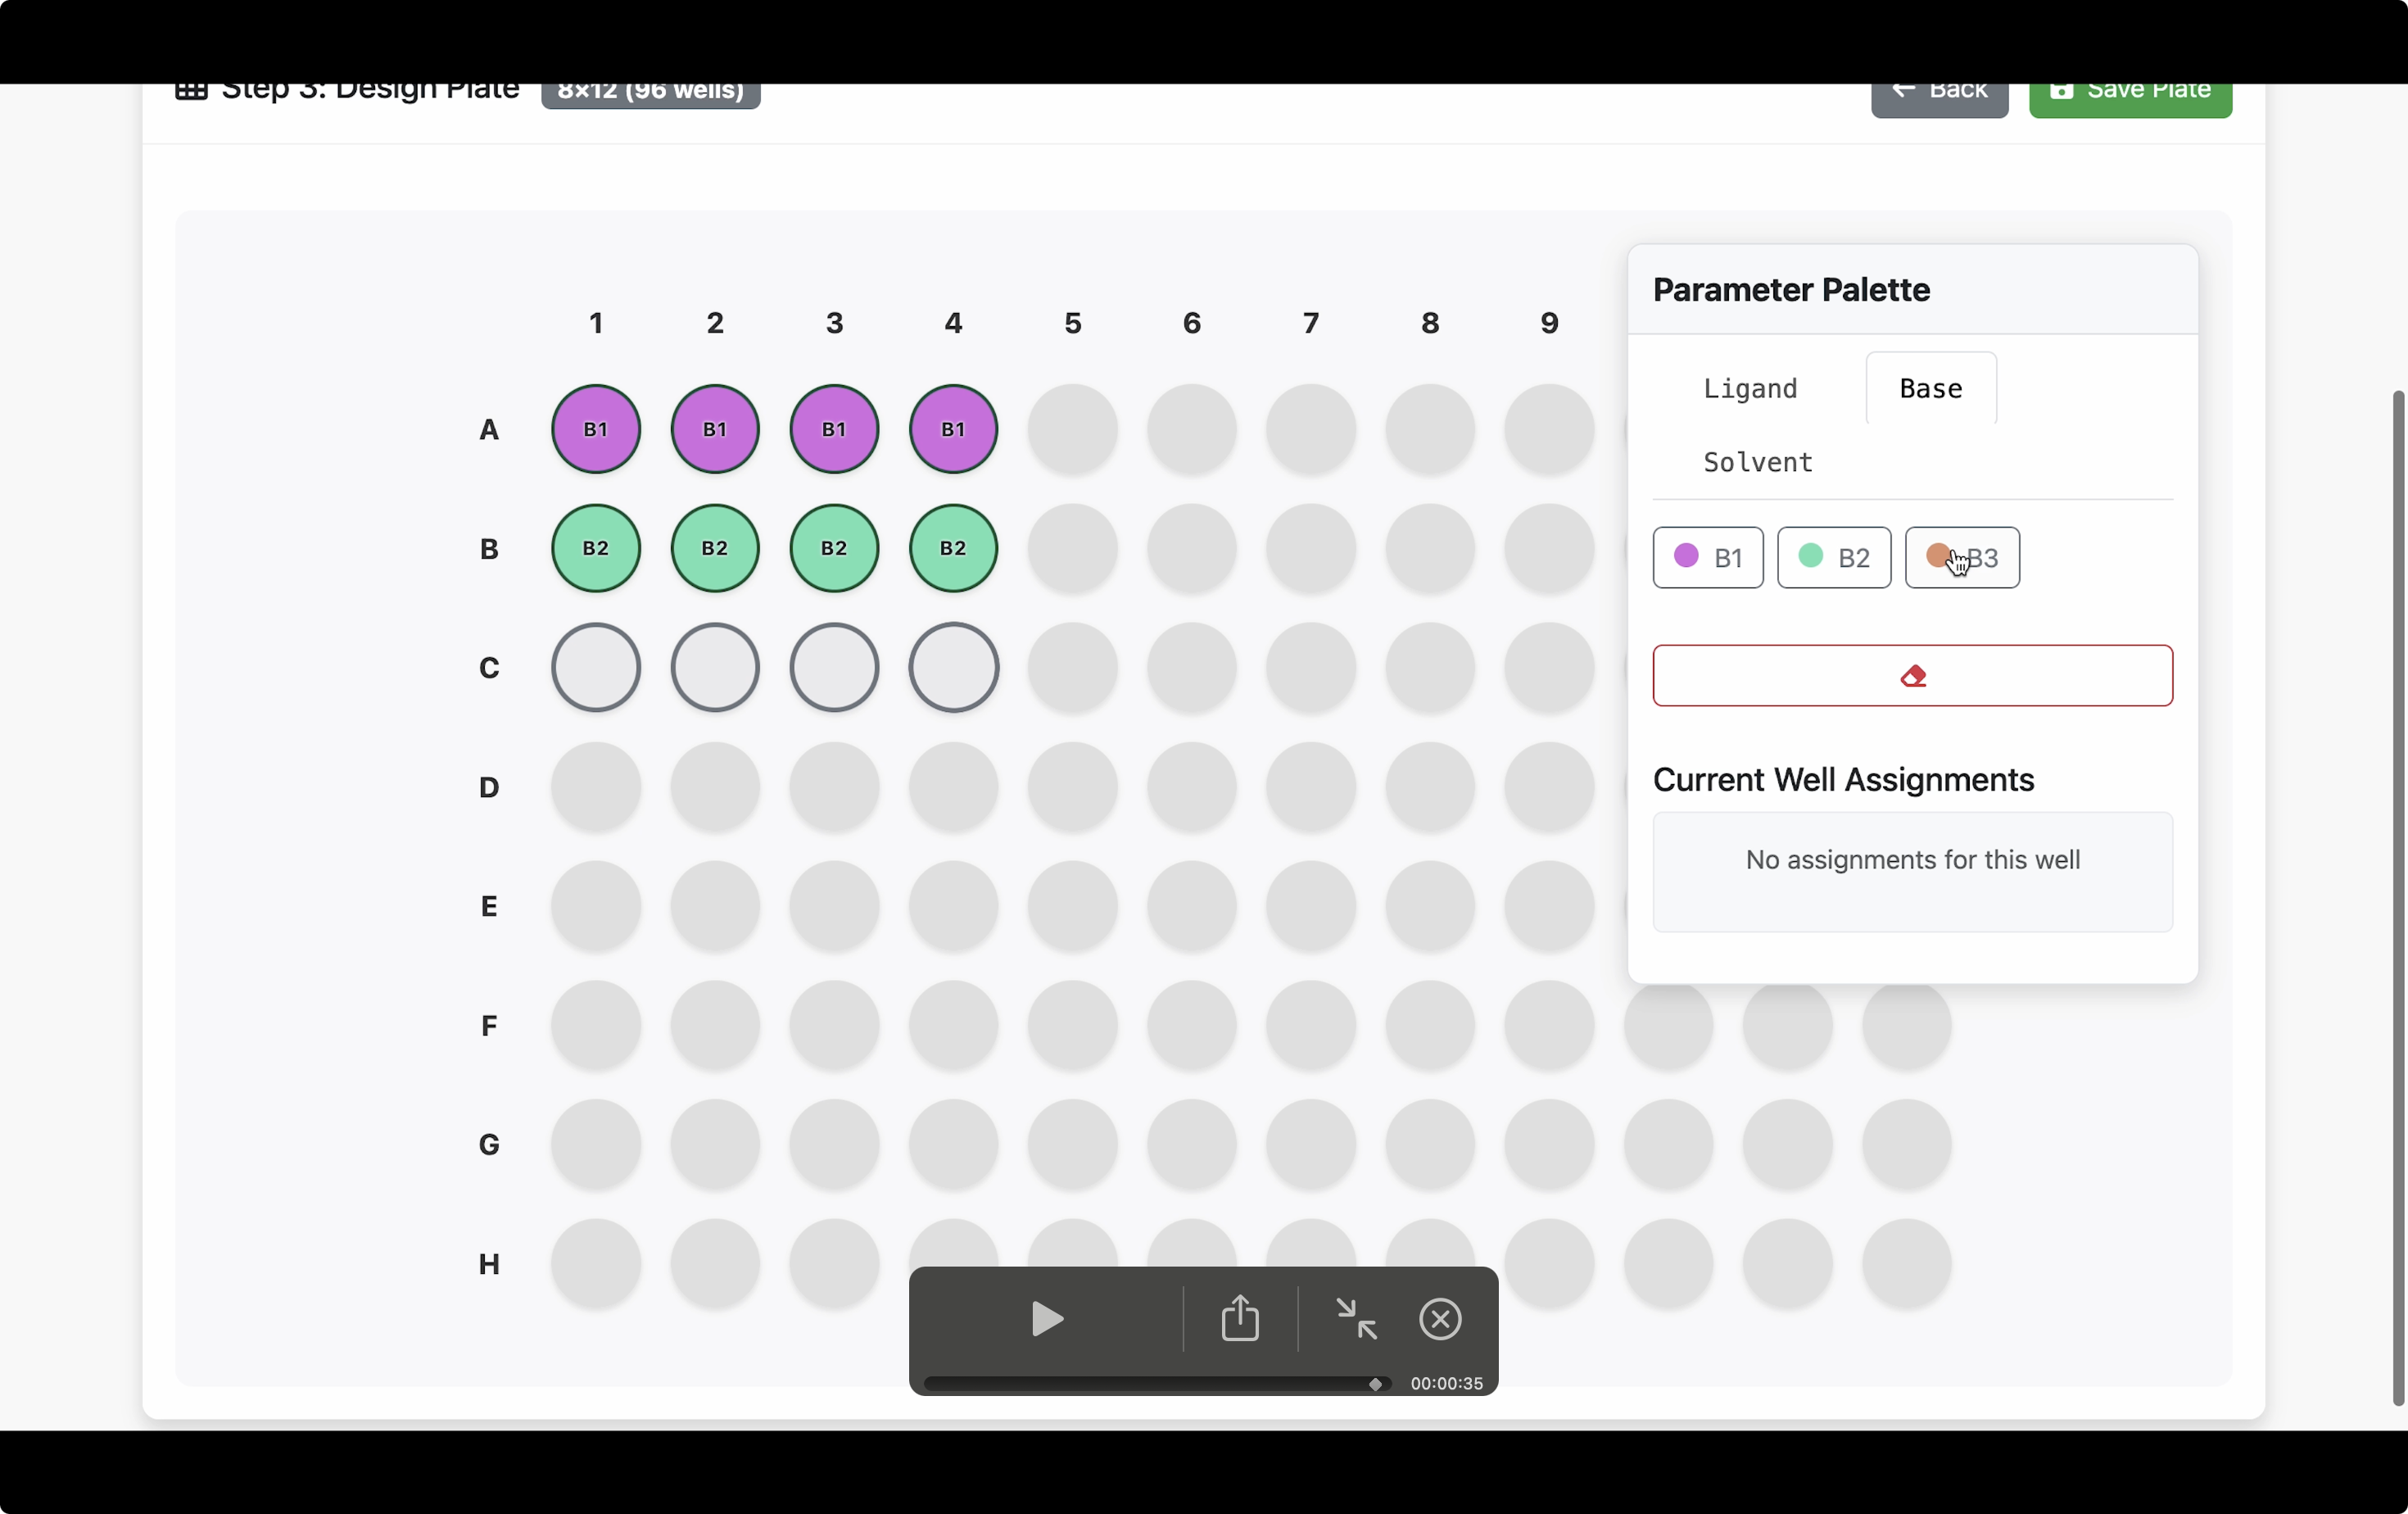 Step 3: Design Plate 8×12 (96 wells) Back Save Plate
Parameter Palette
1 2 3 4 5 6 7 8 9
Ligand Base
A B1 B1 B1 B1
Solvent
B B2 B2 B2 B2
B1 B2 B3
C
D
Current Well Assignments
No assignments for this well
E
F
G
H
00:00:35